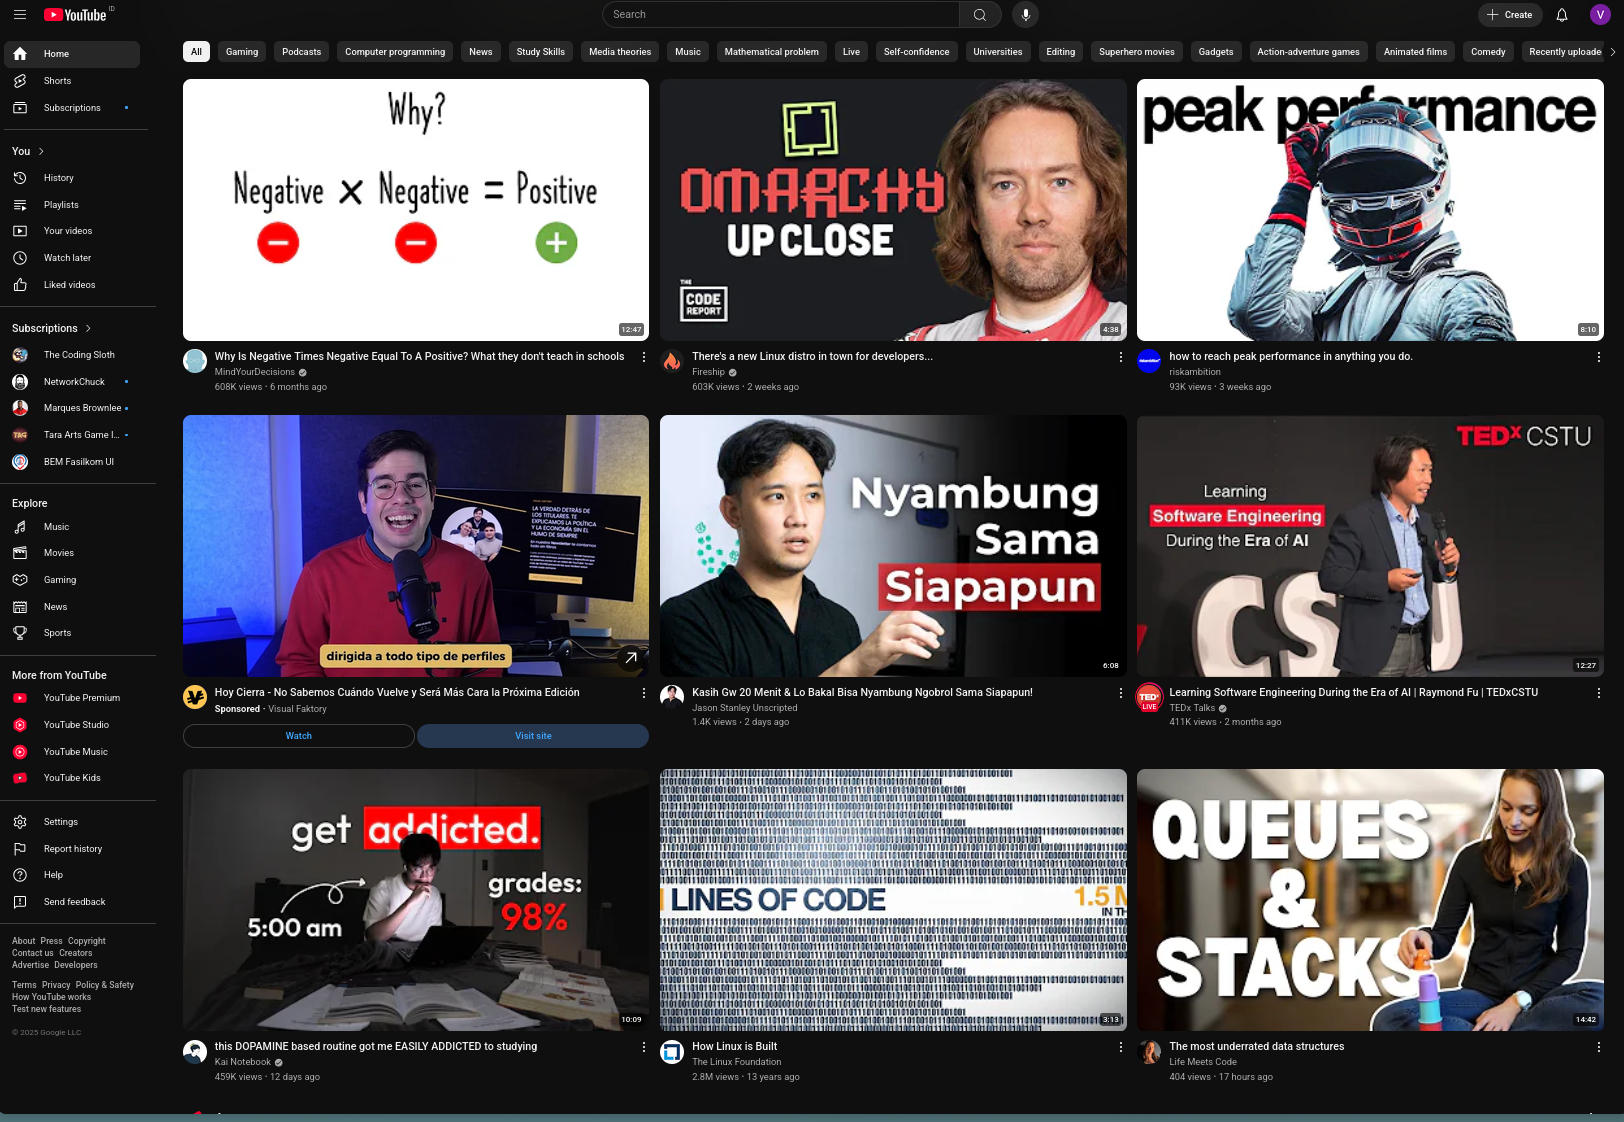 YouTube ID
Search
Create
V
Home
Shorts
Subscriptions
You
History
Playlists
Your videos
Watch later
Liked videos
Subscriptions
The Coding Sloth
NetworkChuck
Marques Brownlee
Tara Arts Game I...
BEM Fasilkom UI
Explore
Music
Movies
Gaming
News
Sports
More from YouTube
YouTube Premium
YouTube Studio
YouTube Music
YouTube Kids
Settings
Report history
Help
Send feedback
About Press Copyright
Contact us Creators
Advertise Developers
Terms Privacy Policy & Safety
How YouTube works
Test new features
© 2025 Google LLC
All Gaming Podcasts Computer programming News Study Skills Media theories Music Mathematical problem Live Self-confidence Universities Editing Superhero movies Gadgets Action-adventure games Animated films Comedy Recently uploade
Why?
Negative × Negative = Positive
12:47
Why Is Negative Times Negative Equal To A Positive? What they don't teach in schools
MindYourDecisions
608K views • 6 months ago
OMARCHY
UP CLOSE
THE
CODE
REPORT
4:38
There's a new Linux distro in town for developers...
Fireship
603K views • 2 weeks ago
peak performance
8:10
how to reach peak performance in anything you do.
riskambition
93K views • 3 weeks ago
LA VERDAD DETRÁS DE
LOS TITULARES. TE
EXPLICAMOS LA POLÍTICA
Y LA ECONOMÍA SIN EL
HUMO DE SIEMPRE
dirigida a todo tipo de perfiles
Hoy Cierra - No Sabemos Cuándo Vuelve y Será Más Cara la Próxima Edición
Sponsored • Visual Faktory
Watch
Visit site
Nyambung
Sama
Siapapun
6:08
Kasih Gw 20 Menit & Lo Bakal Bisa Nyambung Ngobrol Sama Siapapun!
Jason Stanley Unscripted
1.4K views • 2 days ago
TEDx CSTU
Learning
Software Engineering
During the Era of AI
CSTU
12:27
TEDx
LIVE
Learning Software Engineering During the Era of AI | Raymond Fu | TEDxCSTU
TEDx Talks
411K views • 2 months ago
get addicted.
grades:
98%
5:00 am
10:09
this DOPAMINE based routine got me EASILY ADDICTED to studying
Kai Notebook
459K views • 12 days ago
LINES OF CODE
1.5 M
IN TH
3:13
How Linux is Built
The Linux Foundation
2.8M views • 13 years ago
QUEUES
&
STACKS
14:42
The most underrated data structures
Life Meets Code
404 views • 17 hours ago